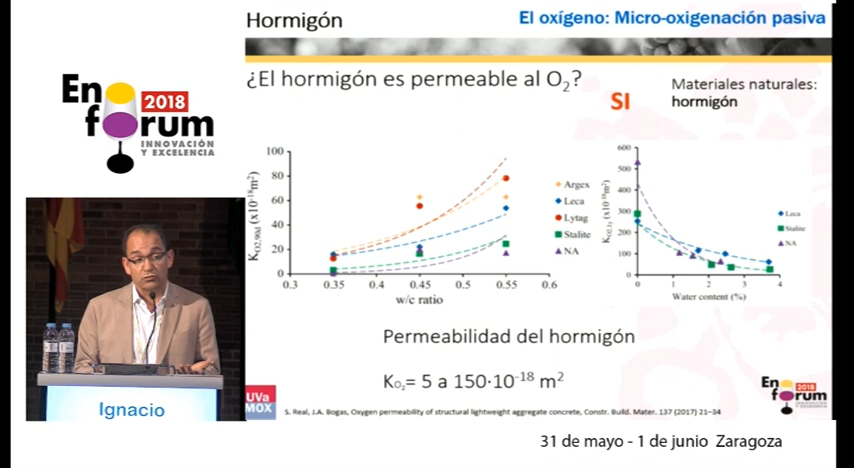 Hormigón
El oxígeno: Micro-oxigenación pasiva
En
2018
forum
INNOVACIÓN
Y EXCELENCIA
¿El hormigón es permeable al O₂?
SI
Materiales naturales:
hormigón
K_O2,90d (x10⁻¹⁸m²)
100
80
60
40
20
0
0.3 0.35 0.4 0.45 0.5 0.55 0.6
w/c ratio
Argex
Leca
Lytag
Stalite
NA
600
500
400
300
200
100
0
0 1 2 3 4
Water content (%)
Leca
Stalite
NA
Permeabilidad del hormigón
K_O₂= 5 a 150·10⁻¹⁸ m²
Ignacio
UVa
MOX
S. Real, J.A. Bogas, Oxygen permeability of structural lightweight aggregate concrete, Constr. Build. Mater. 137 (2017) 21–34
En
2018
forum
31 de mayo - 1 de junio Zaragoza